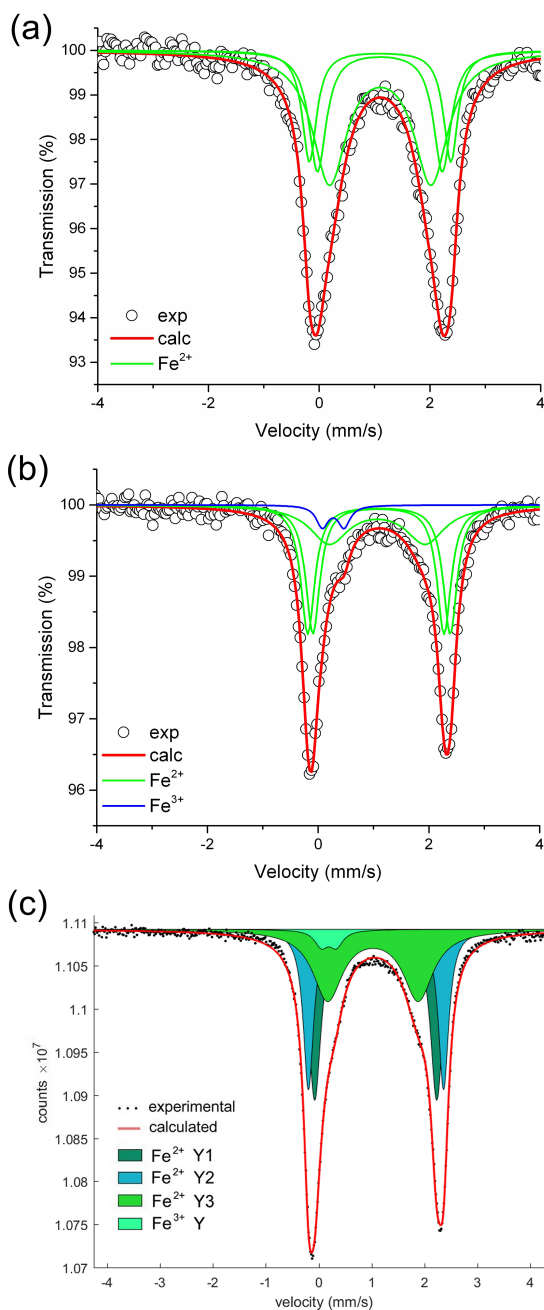 (a)
100
99
98
97
96
95
94
93
Transmission (%)
exp
calc
Fe²⁺
-4 -2 0 2 4
Velocity (mm/s)
(b)
100
99
98
97
96
Transmission (%)
exp
calc
Fe²⁺
Fe³⁺
-4 -2 0 2 4
Velocity (mm/s)
(c)
1.11
1.105
1.1
1.095
1.09
1.085
1.08
1.075
1.07
counts ×10⁷
experimental
calculated
Fe²⁺ Y1
Fe²⁺ Y2
Fe²⁺ Y3
Fe³⁺ Y
-4 -3 -2 -1 0 1 2 3 4
velocity (mm/s)